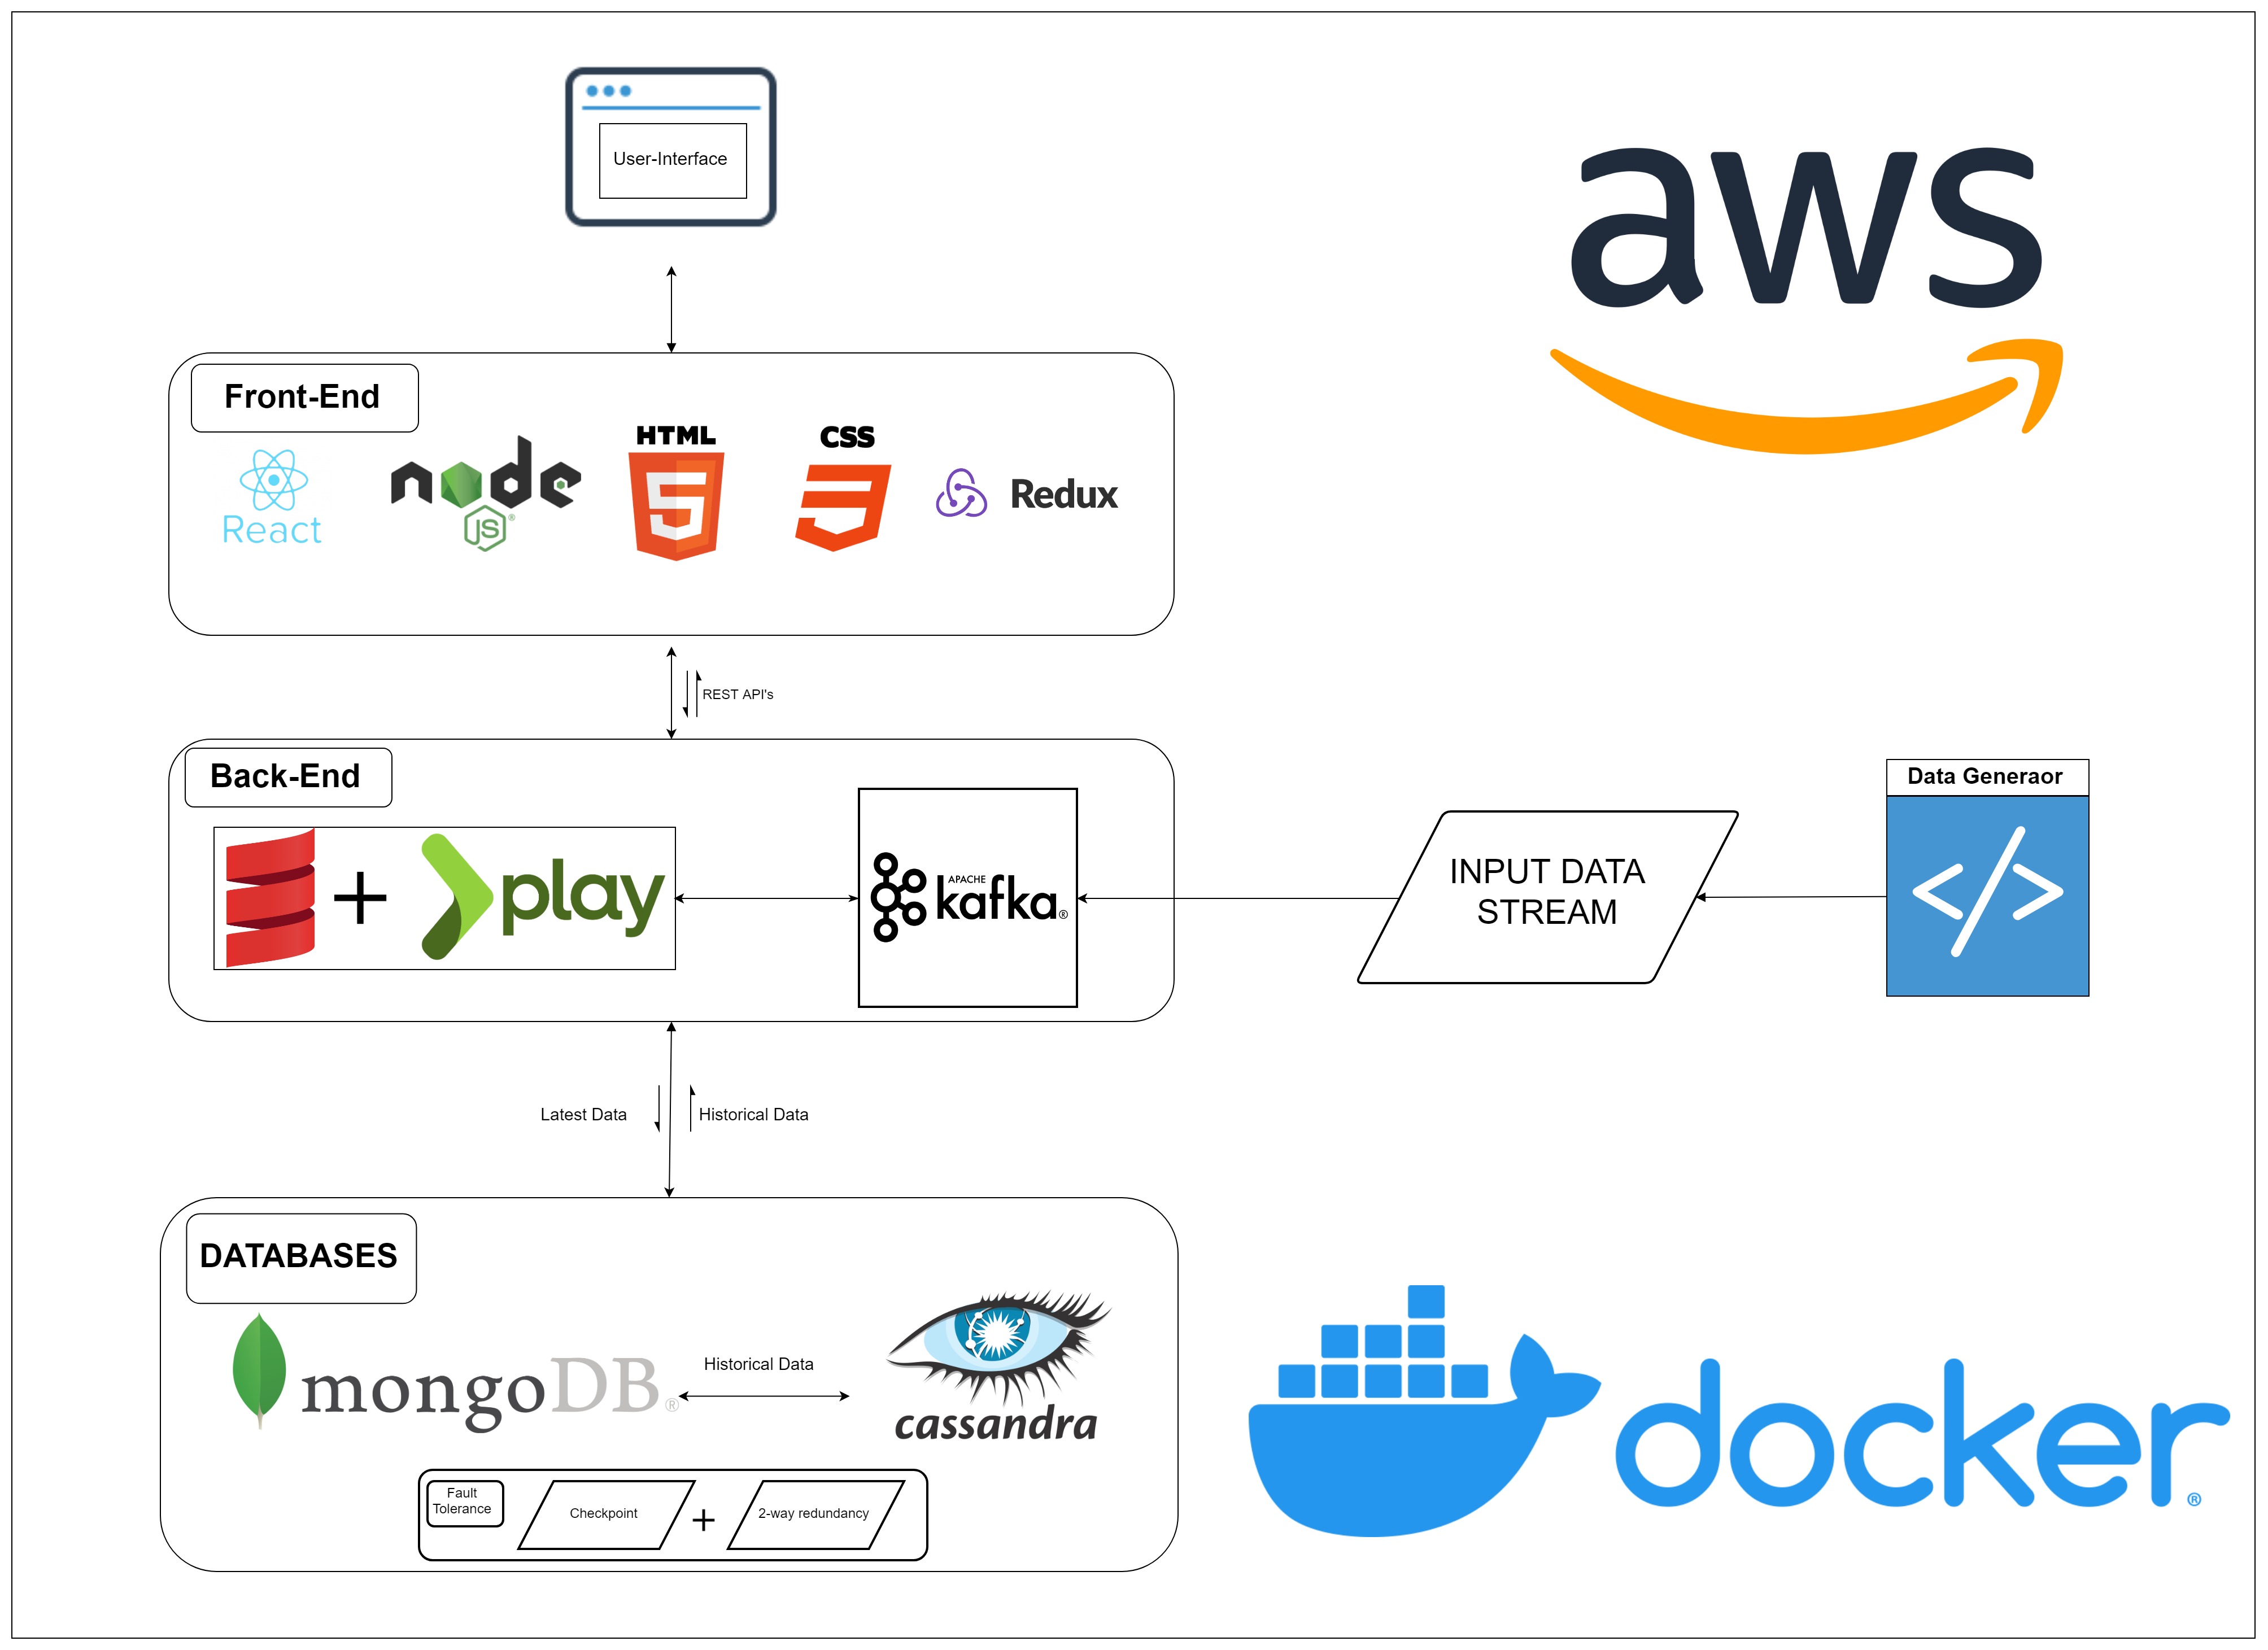 User-Interface
aws
Front-End
React
node
JS®
HTML
5
CSS
3
Redux
REST API's
Back-End
+
play
APACHE
kafka®
INPUT DATA
STREAM
Data Generaor
</>
Latest Data
Historical Data
DATABASES
mongoDB®
Historical Data
cassandra
Fault
Tolerance
Checkpoint
+
2-way redundancy
docker®